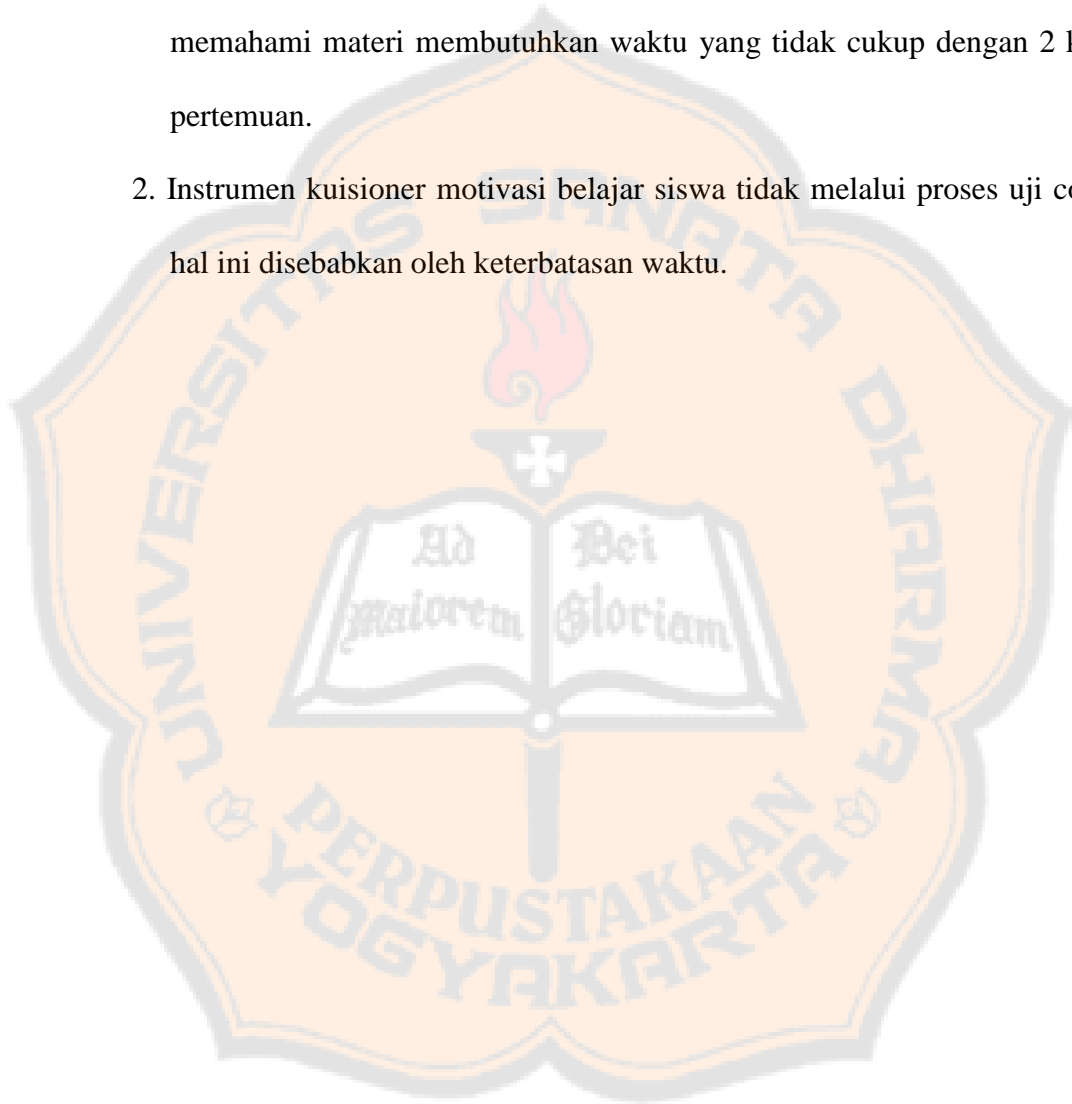 memahami materi membutuhkan waktu yang tidak cukup dengan 2
pertemuan.
2. Instrumen kuisioner motivasi belajar siswa tidak melalui proses uji
hal ini disebabkan oleh keterbatasan waktu.
UNIVERSITAS SANATA DHARMA
Ad Dei
Maiorem Gloriam
PERPUSTAKAAN
YOGYAKARTA